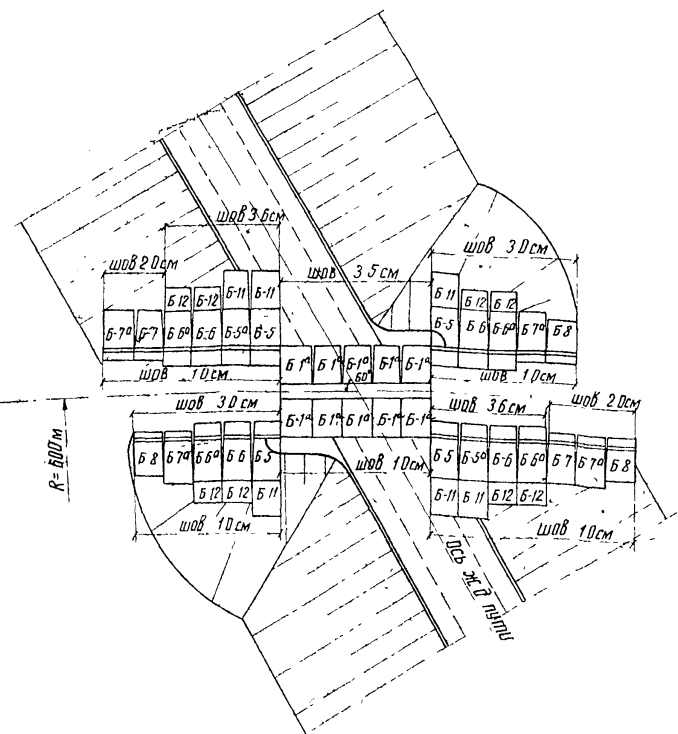 шов 3.6см
шов 3.0см
шов 2.0см
шов 3.5см
Б-11 Б-11
Б 12 Б-12
Б 11
Б 12 Б 12
Б-7а Б-7 Б 6а Б-6 Б-5а Б-5
Б-5 Б 6 Б-6а Б 7а Б 8
Б 1а Б 1а Б-1а Б-1а Б-1а
60°
шов 1.0см
шов 1.0см
шов 3.0см
шов 3.6см
шов 2.0см
Б-1а Б 1а Б 1а Б-1а Б-1а
R=600м
Б 8 Б 7а Б 6а Б 6 Б 5
Б 5 Б-5а Б-6 Б 6а Б 7 Б 7а Б 8
шов 1.0см
Б 12 Б 12 Б 11
Б-11 Б 11 Б 12 Б-12
шов 1.0см
шов 1.0см
ось ж.д пути